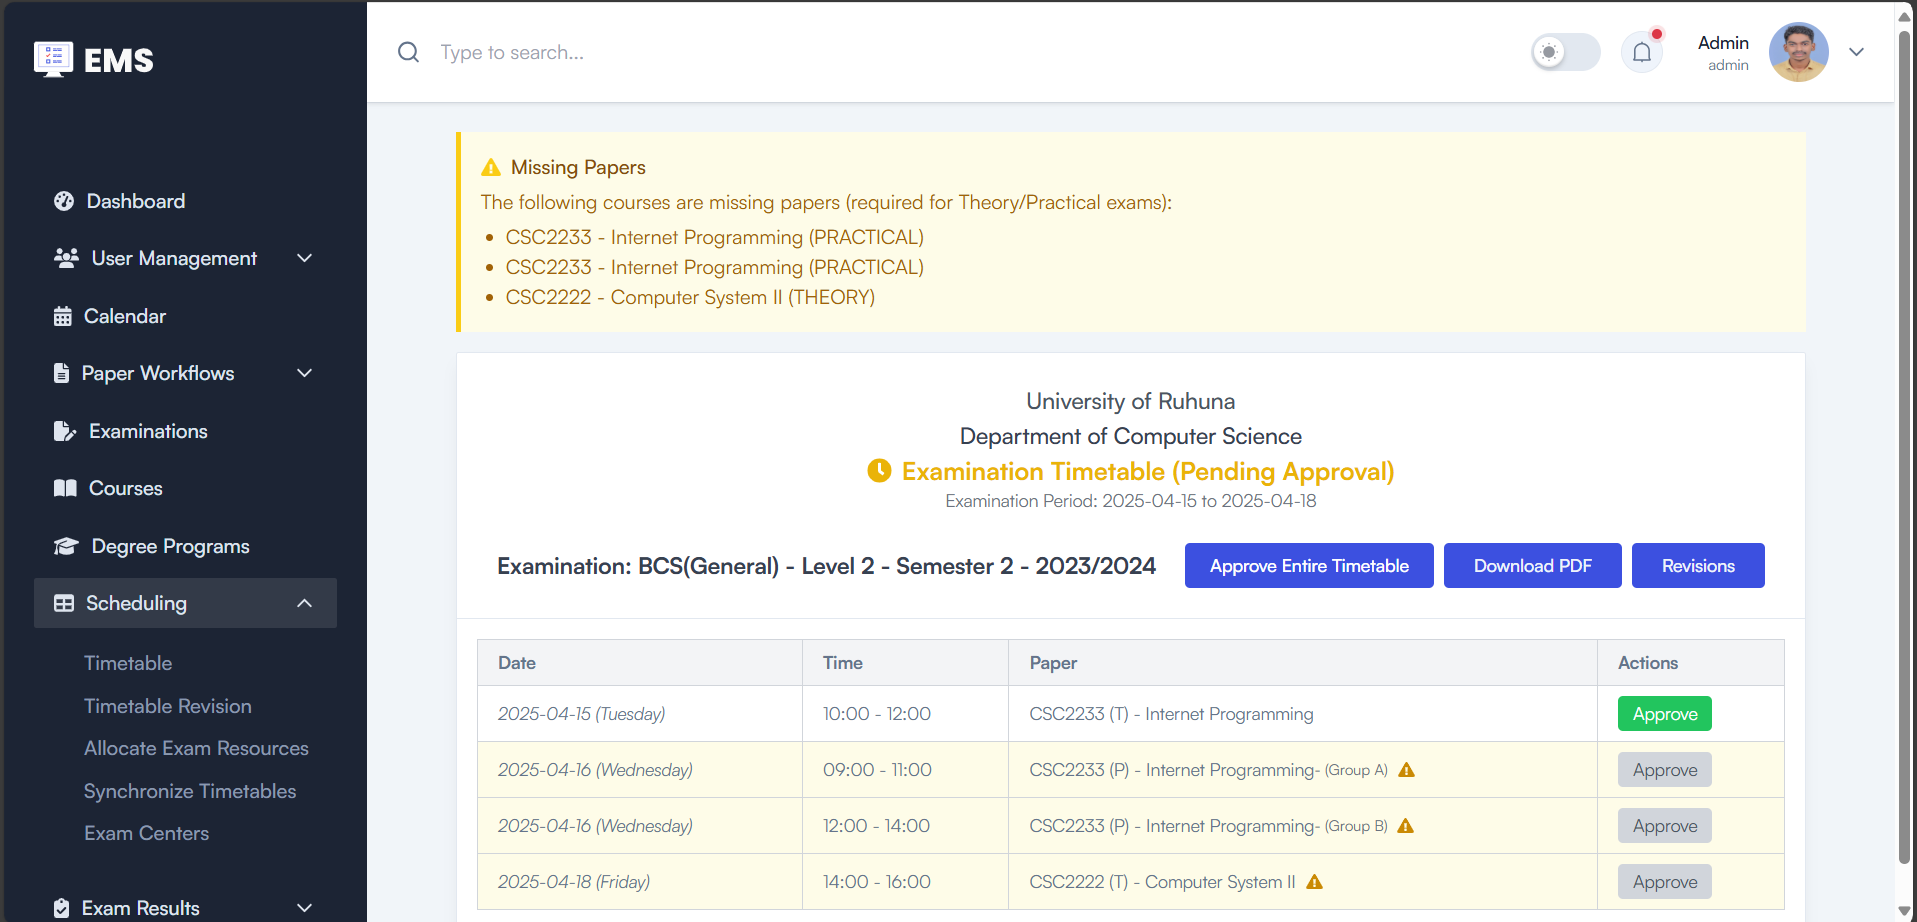 EMS
Type to search...
Admin
admin
Dashboard
User Management
Calendar
Paper Workflows
Examinations
Courses
Degree Programs
Scheduling
Timetable
Timetable Revision
Allocate Exam Resources
Synchronize Timetables
Exam Centers
Exam Results
Missing Papers
The following courses are missing papers (required for Theory/Practical exams):
• CSC2233 - Internet Programming (PRACTICAL)
• CSC2233 - Internet Programming (PRACTICAL)
• CSC2222 - Computer System II (THEORY)
University of Ruhuna
Department of Computer Science
Examination Timetable (Pending Approval)
Examination Period: 2025-04-15 to 2025-04-18
Examination: BCS(General) - Level 2 - Semester 2 - 2023/2024 Approve Entire Timetable Download PDF Revisions
Date Time Paper Actions
2025-04-15 (Tuesday) 10:00 - 12:00 CSC2233 (T) - Internet Programming Approve
2025-04-16 (Wednesday) 09:00 - 11:00 CSC2233 (P) - Internet Programming- (Group A) Approve
2025-04-16 (Wednesday) 12:00 - 14:00 CSC2233 (P) - Internet Programming- (Group B) Approve
2025-04-18 (Friday) 14:00 - 16:00 CSC2222 (T) - Computer System II Approve